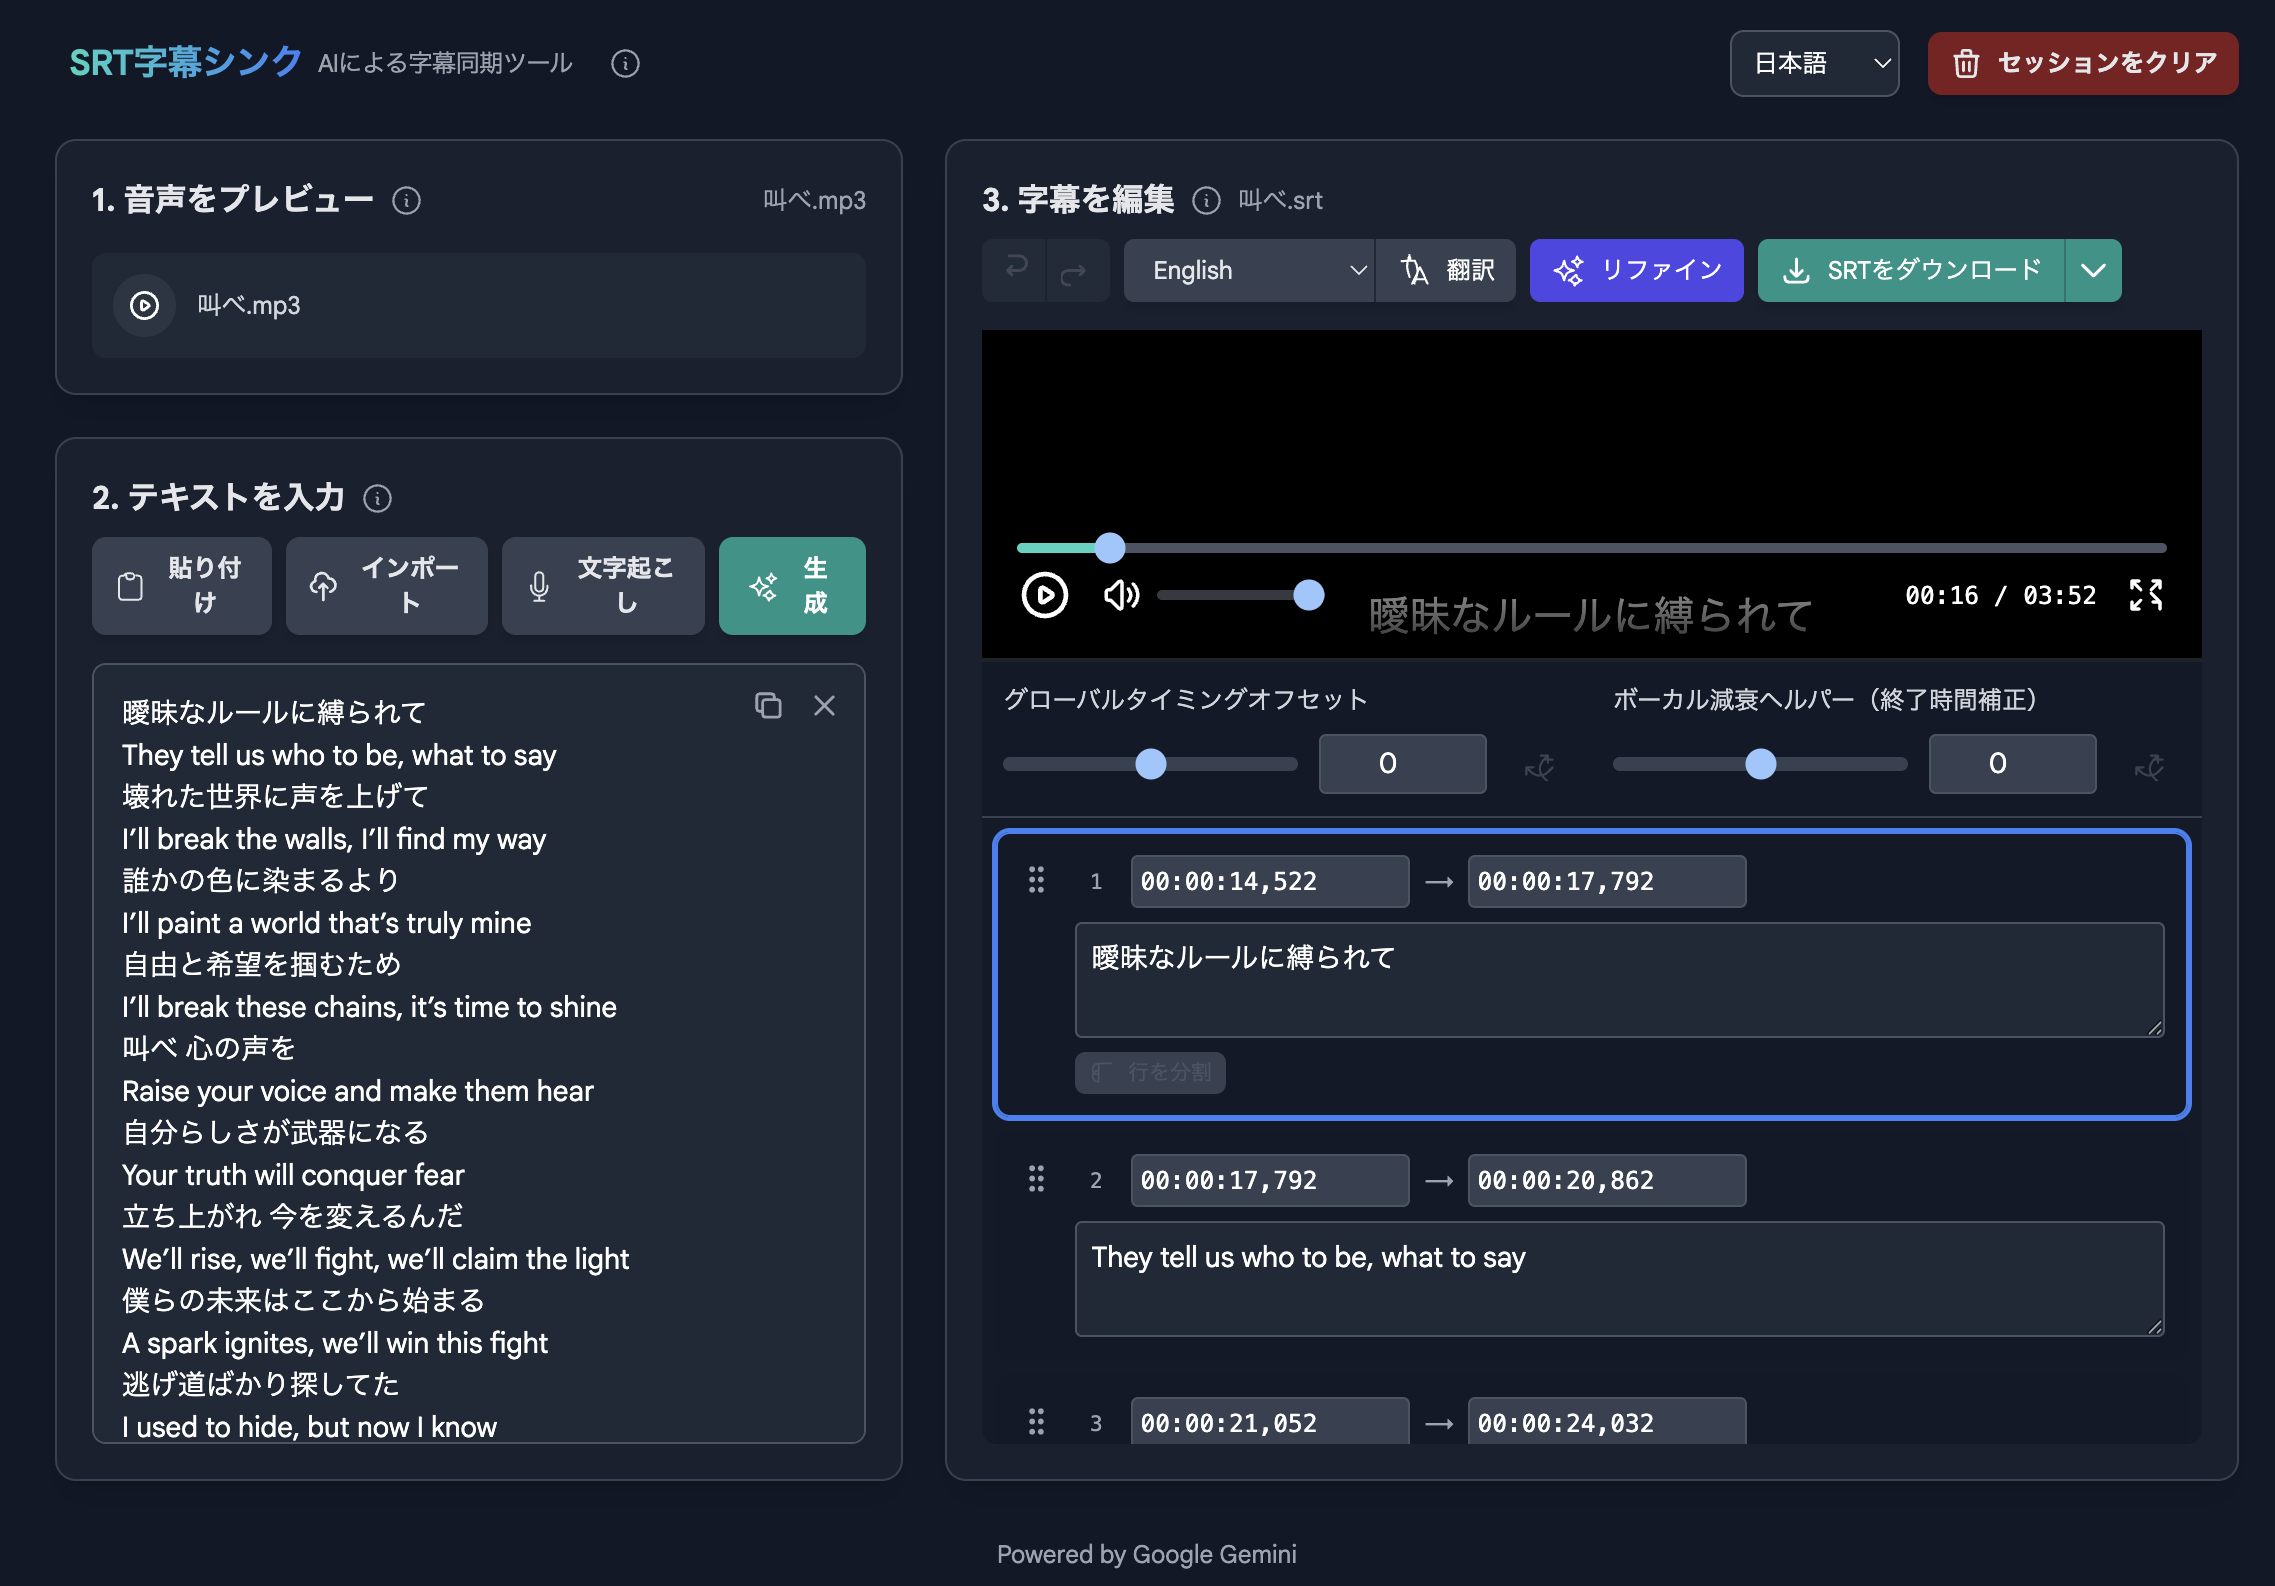 SRT字幕シンク AIによる字幕同期ツール
日本語
セッションをクリア
1. 音声をプレビュー
叫べ.mp3
叫べ.mp3
2. テキストを入力
貼り付
け
インポー
ト
文字起こ
し
生
成
曖昧なルールに縛られて
They tell us who to be, what to say
壊れた世界に声を上げて
I’ll break the walls, I’ll find my way
誰かの色に染まるより
I’ll paint a world that’s truly mine
自由と希望を掴むため
I’ll break these chains, it’s time to shine
叫べ 心の声を
Raise your voice and make them hear
自分らしさが武器になる
Your truth will conquer fear
立ち上がれ 今を変えるんだ
We’ll rise, we’ll fight, we’ll claim the light
僕らの未来はここから始まる
A spark ignites, we’ll win this fight
逃げ道ばかり探してた
I used to hide, but now I know
3. 字幕を編集
叫べ.srt
English
翻訳
リファイン
SRTをダウンロード
曖昧なルールに縛られて
00:16 / 03:52
グローバルタイミングオフセット
0
ボーカル減衰ヘルパー（終了時間補正）
0
1 00:00:14,522 → 00:00:17,792
曖昧なルールに縛られて
行を分割
2 00:00:17,792 → 00:00:20,862
They tell us who to be, what to say
3 00:00:21,052 → 00:00:24,032
Powered by Google Gemini